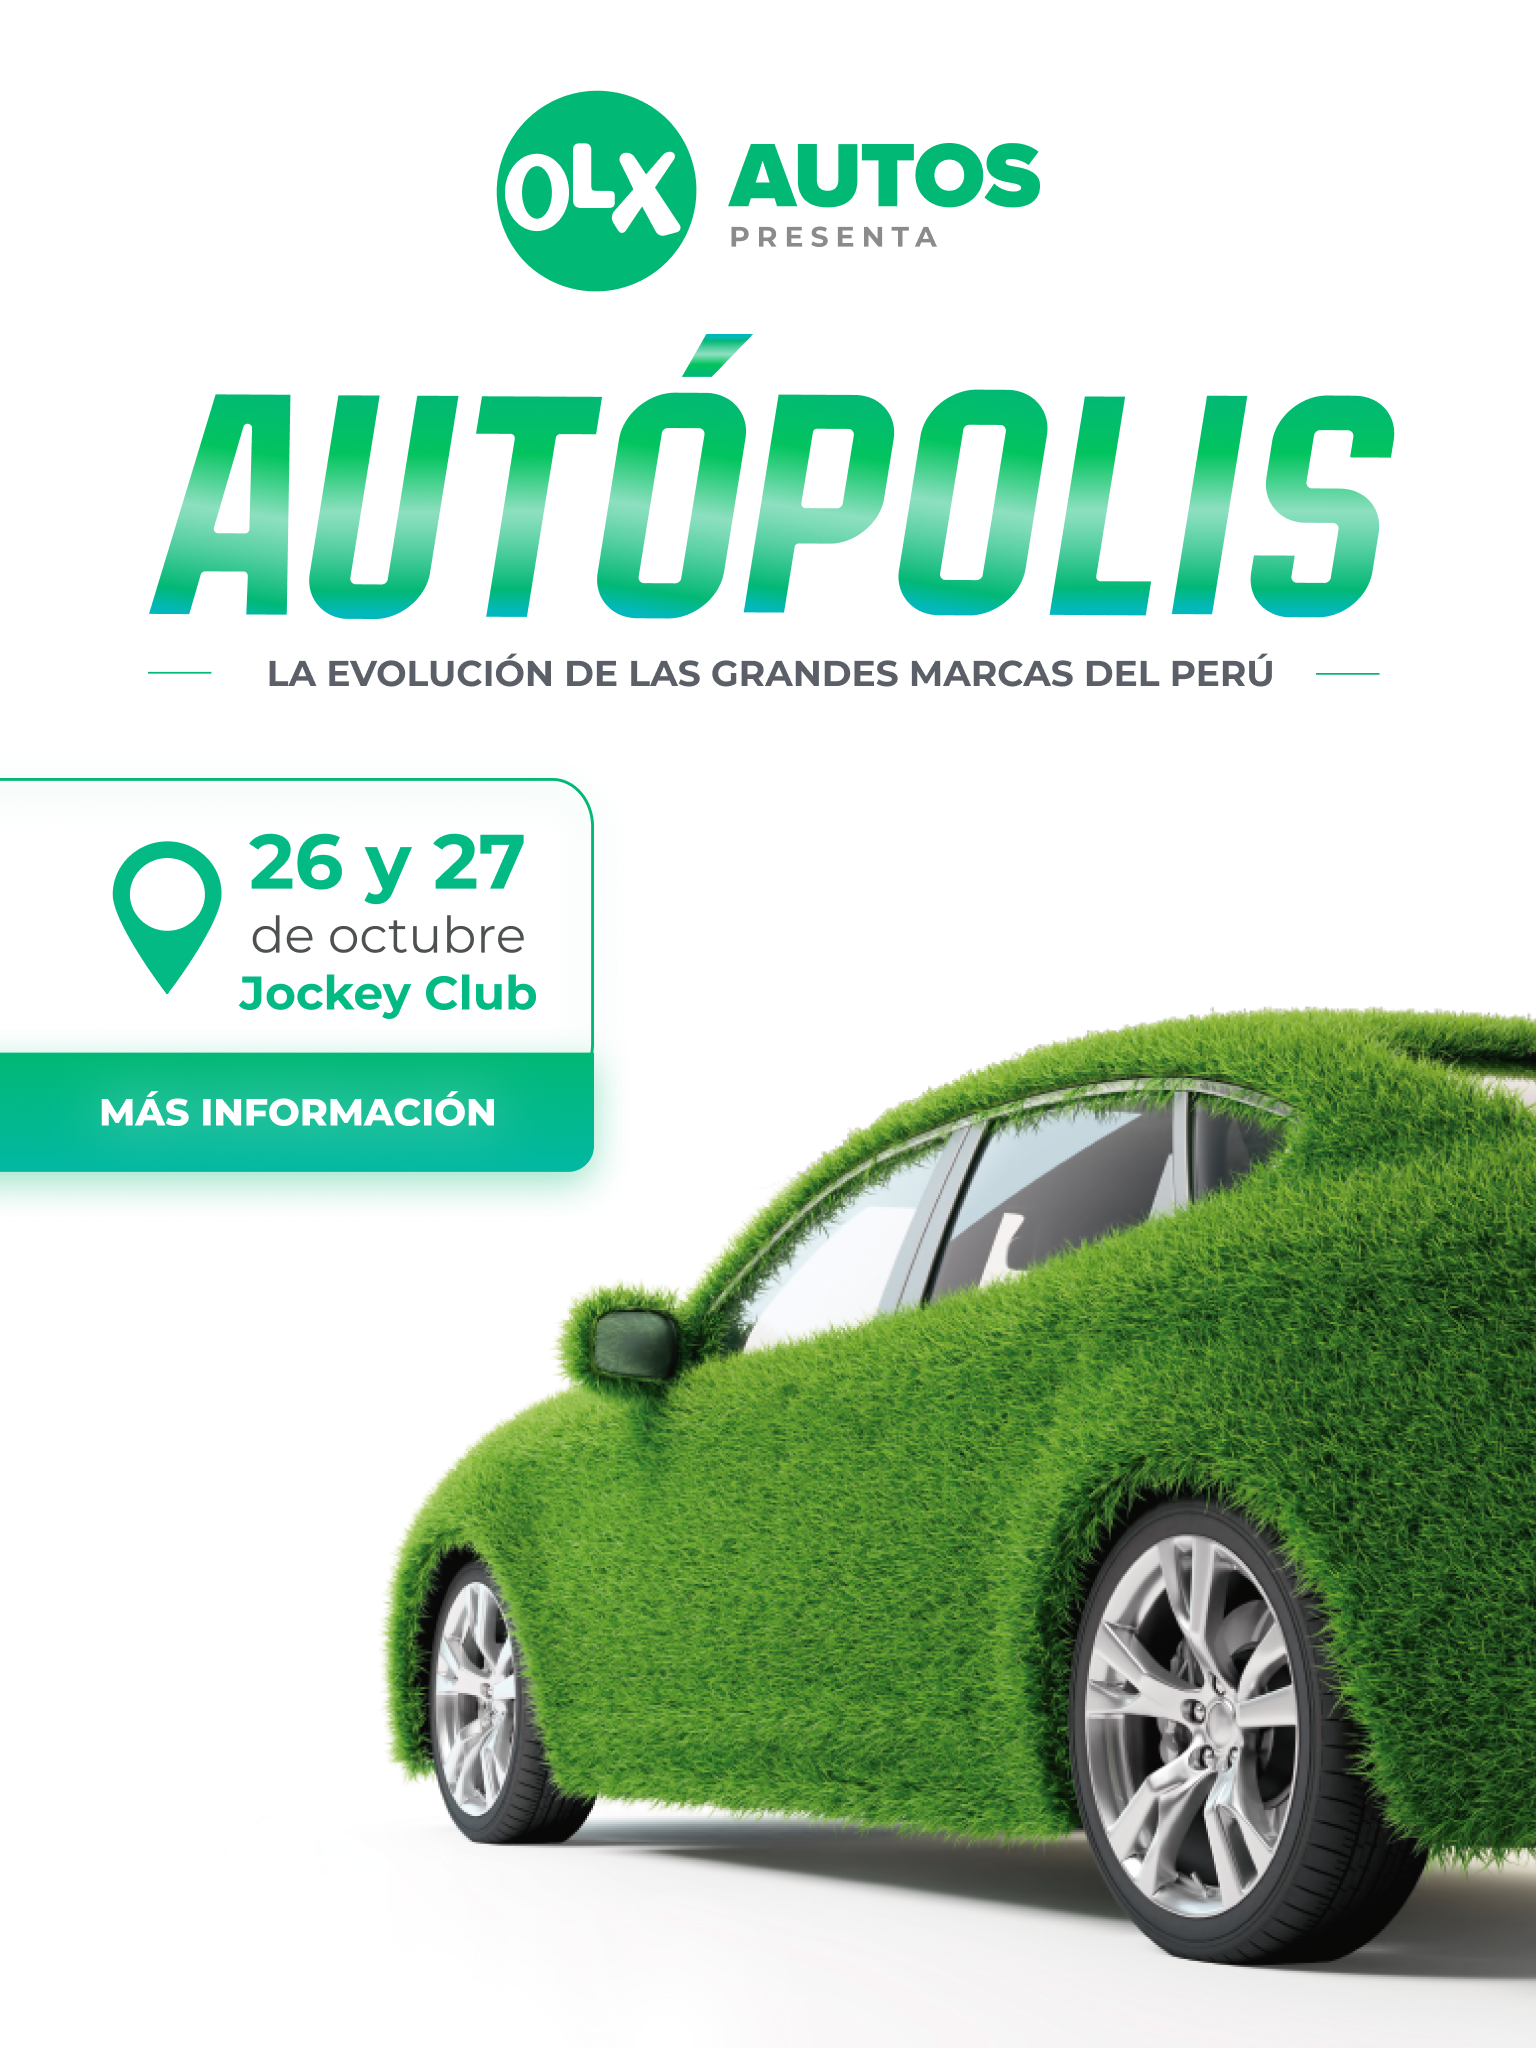 OLX AUTOS
PRESENTA
AUTÓPOLIS
LA EVOLUCIÓN DE LAS GRANDES MARCAS DEL PERÚ
26 y 27
de octubre
Jockey Club
MÁS INFORMACIÓN